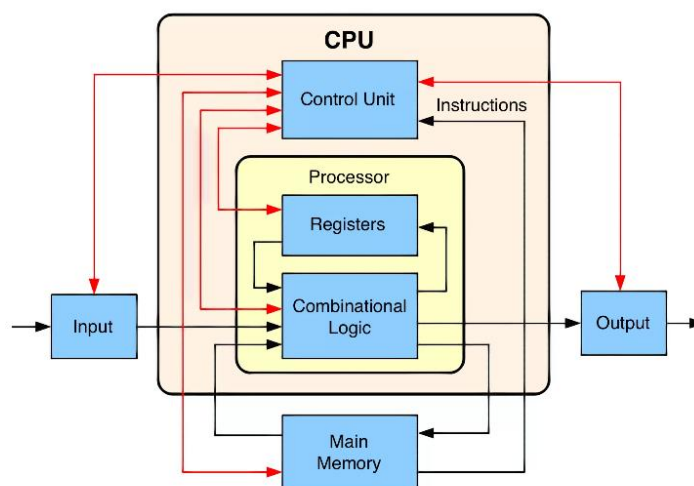 CPU
Control Unit
Instructions
Processor
Registers
Combinational
Logic
Input
Output
Main
Memory